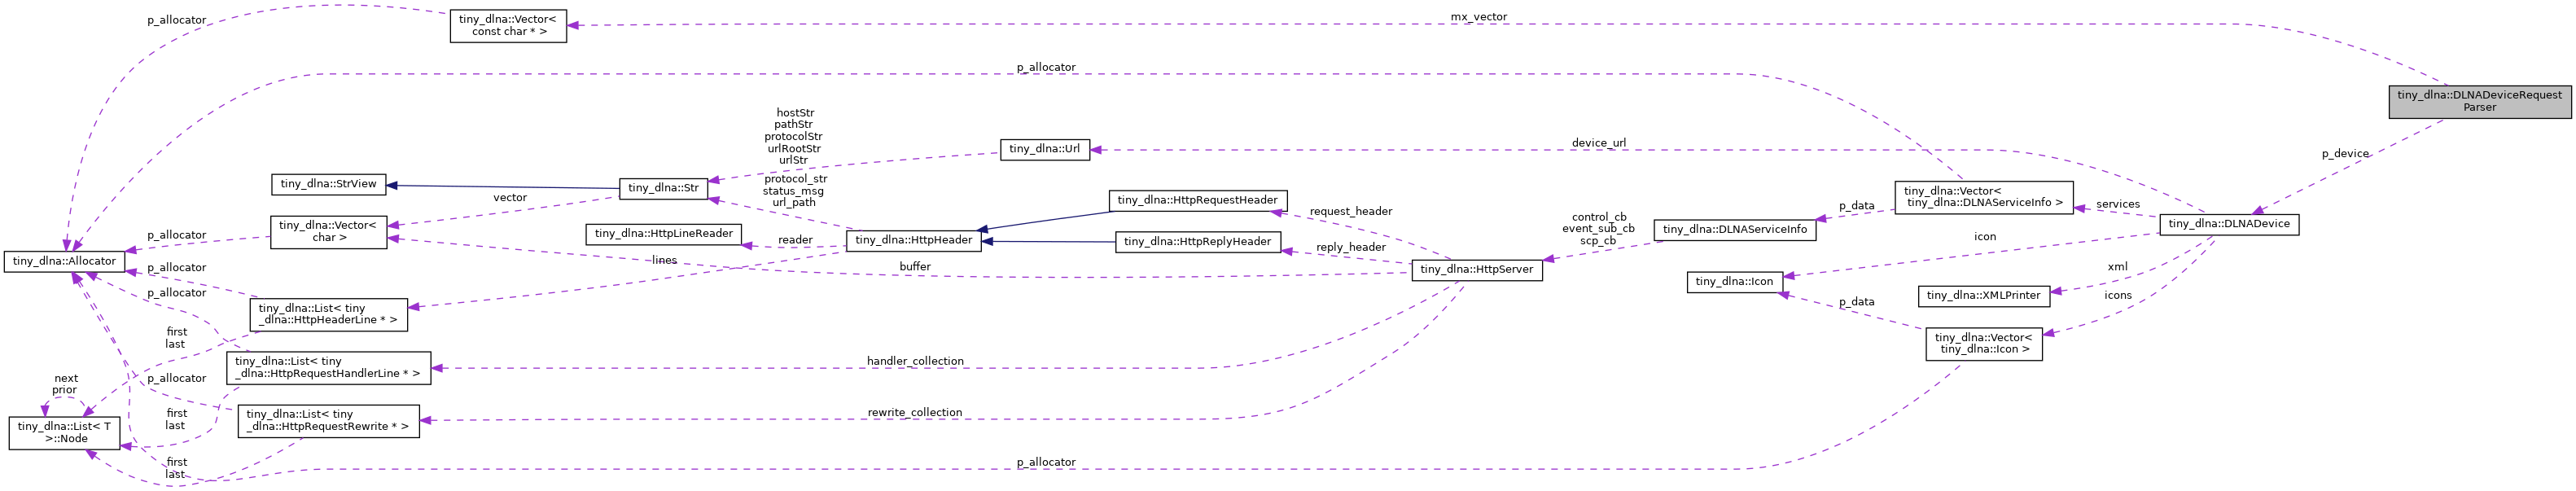 p_allocator
tiny_dlna::Vector<
const char * >
mx_vector
p_allocator
tiny_dlna::DLNADeviceRequest
Parser
hostStr
pathStr
protocolStr
urlRootStr
urlStr
tiny_dlna::Url
device_url
p_device
tiny_dlna::StrView
tiny_dlna::Str
vector
protocol_str
status_msg
url_path
tiny_dlna::HttpRequestHeader
request_header
control_cb
event_sub_cb
scp_cb
tiny_dlna::DLNAServiceInfo
p_data
tiny_dlna::Vector<
tiny_dlna::DLNAServiceInfo >
services
tiny_dlna::DLNADevice
tiny_dlna::Vector<
char >
tiny_dlna::HttpLineReader
reader
tiny_dlna::HttpHeader
tiny_dlna::HttpReplyHeader
reply_header
icon
p_allocator
tiny_dlna::Allocator
p_allocator
lines
buffer
tiny_dlna::HttpServer
tiny_dlna::Icon
xml
tiny_dlna::XMLPrinter
icons
p_allocator
tiny_dlna::List< tiny
_dlna::HttpHeaderLine * >
p_data
first
last
tiny_dlna::Vector<
tiny_dlna::Icon >
tiny_dlna::List< tiny
_dlna::HttpRequestHandlerLine * >
handler_collection
next
prior
p_allocator
tiny_dlna::List< T
>::Node
first
last
tiny_dlna::List< tiny
_dlna::HttpRequestRewrite * >
rewrite_collection
first
last
p_allocator